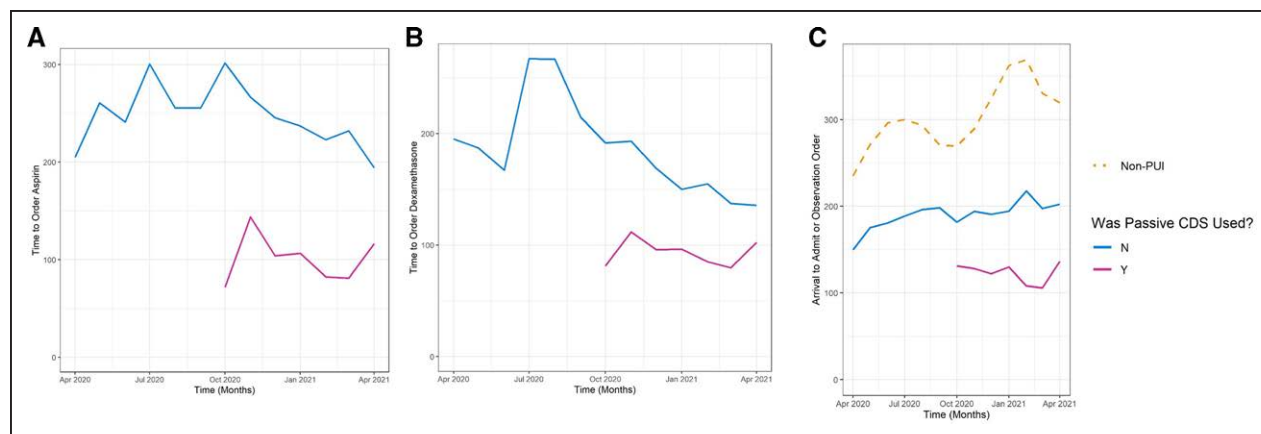 A
Time to Order Aspirin
300
200
100
0
Apr 2020
Jul 2020
Oct 2020
Jan 2021
Apr 2021
Time (Months)
B
Time to Order Dexamethasone
200
100
0
Apr 2020
Jul 2020
Oct 2020
Jan 2021
Apr 2021
Time (Months)
C
Arrival to Admit or Observation Order
300
200
100
0
Apr 2020
Jul 2020
Oct 2020
Jan 2021
Apr 2021
Time (Months)
Non-PUI
Was Passive CDS Used?
N
Y